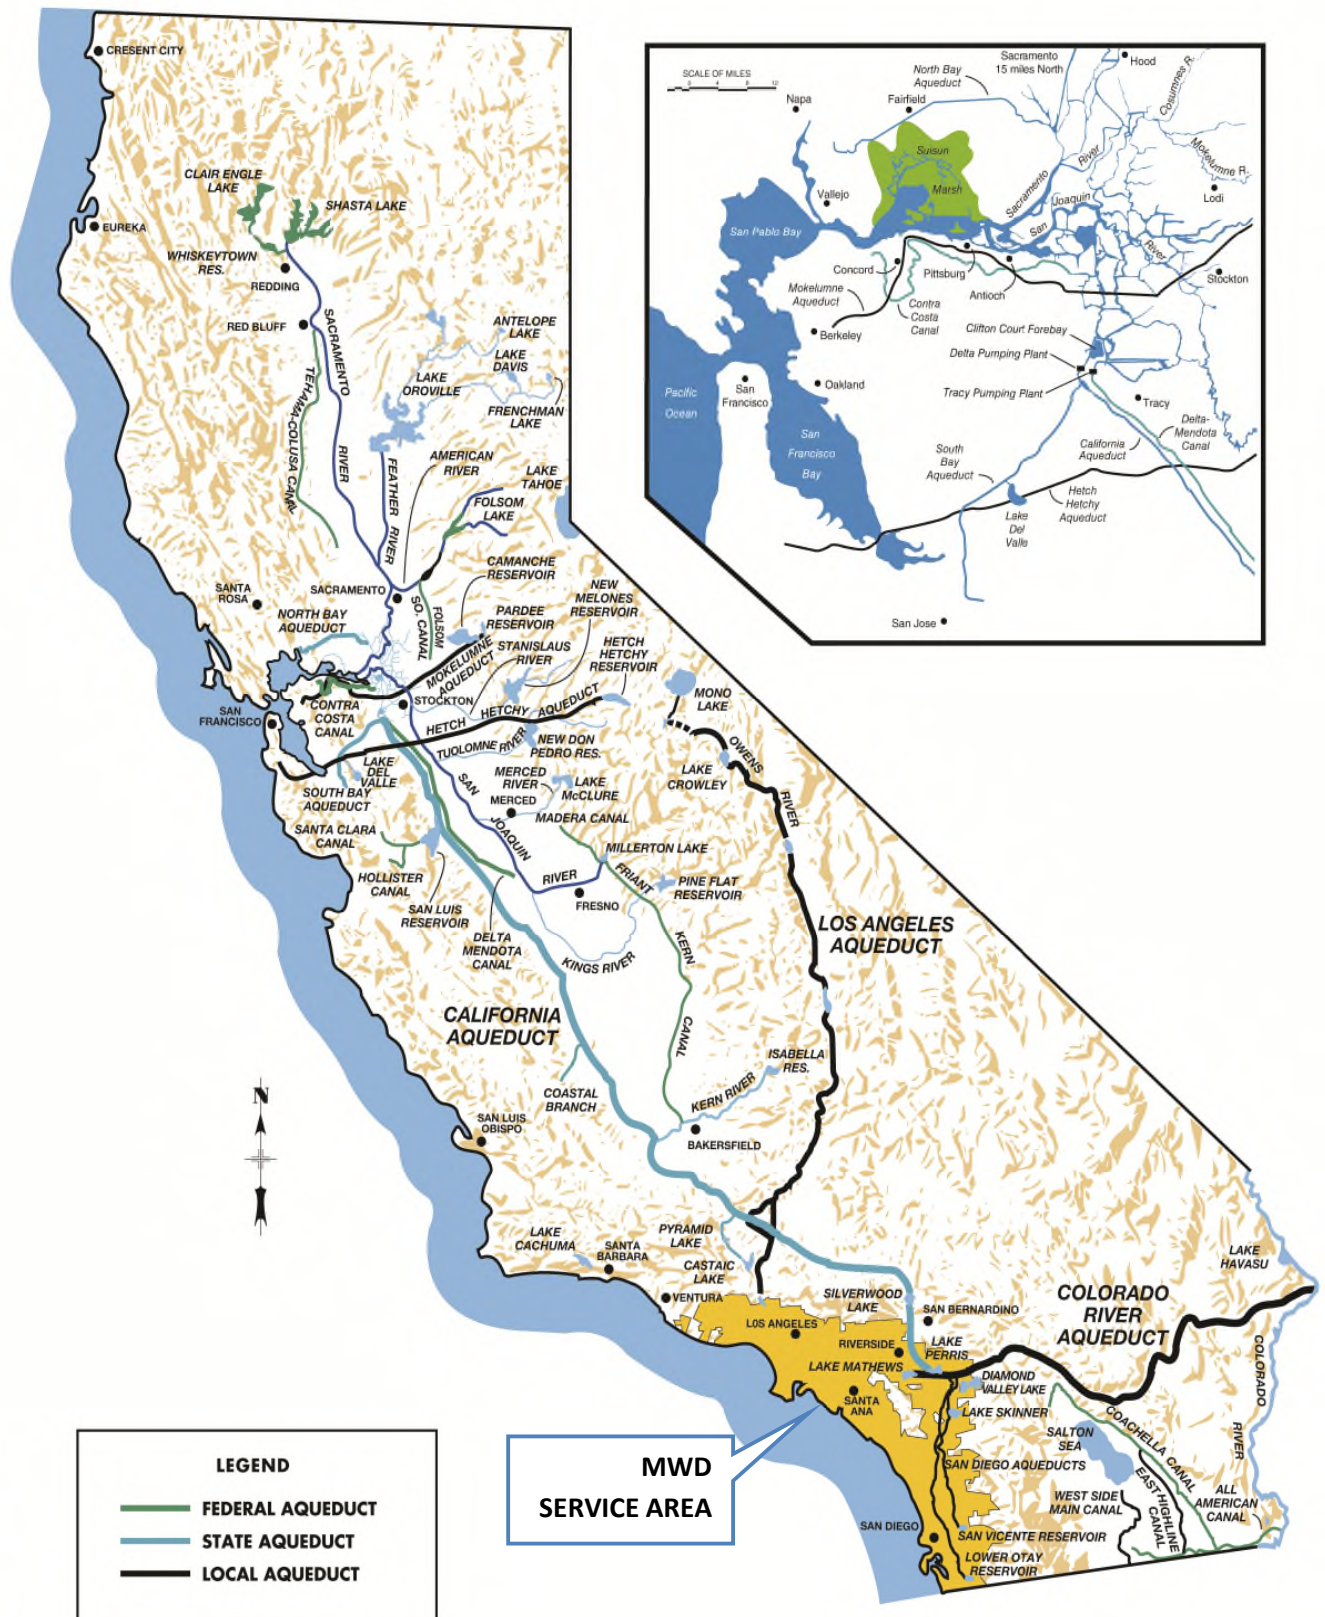 CRESENT CITY
CLAIR ENGLE
LAKE
SHASTA LAKE
EUREKA
WHISKEYTOWN
RES.
REDDING
RED BLUFF
SACRAMENTO
RIVER
TEHAMA-COLUSA CANAL
ANTELOPE
LAKE
LAKE
DAVIS
LAKE
OROVILLE
FRENCHMAN
LAKE
FEATHER RIVER
AMERICAN
RIVER
LAKE
TAHOE
FOLSOM
LAKE
CAMANCHE
RESERVOIR
SANTA
ROSA
SACRAMENTO
NORTH BAY
AQUEDUCT
FOLSOM
SO. CANAL
NEW
MELONES
RESERVOIR
PARDEE
RESERVOIR
STANISLAUS
RIVER
HETCH
HETCHY
RESERVOIR
MOKELUMNE
AQUEDUCT
MONO
LAKE
STOCKTON
SAN
FRANCISCO
CONTRA
COSTA
CANAL
HETCH HETCHY AQUEDUCT
TUOLOMNE RIVER
NEW DON
PEDRO RES.
OWENS
RIVER
LAKE
CROWLEY
LAKE
DEL
VALLE
SOUTH BAY
AQUEDUCT
MERCED
RIVER
LAKE
McCLURE
MERCED
MADERA CANAL
SAN
JOAQUIN
RIVER
SANTA CLARA
CANAL
MILLERTON LAKE
HOLLISTER
CANAL
FRIANT
KERN
CANAL
PINE FLAT
RESERVOIR
FRESNO
SAN LUIS
RESERVOIR
DELTA
MENDOTA
CANAL
KINGS RIVER
LOS ANGELES
AQUEDUCT
CALIFORNIA
AQUEDUCT
ISABELLA
RES.
COASTAL
BRANCH
KERN RIVER
N
SAN LUIS
OBISPO
BAKERSFIELD
LAKE
CACHUMA
SANTA
BARBARA
PYRAMID
LAKE
CASTAIC
LAKE
VENTURA
SILVERWOOD
LAKE
SAN BERNARDINO
COLORADO
RIVER
AQUEDUCT
LAKE
HAVASU
LOS ANGELES
RIVERSIDE
LAKE
PERRIS
LAKE MATHEWS
DIAMOND
VALLEY LAKE
SANTA
ANA
LAKE SKINNER
COLORADO
RIVER
SALTON
SEA
COACHELLA CANAL
SAN DIEGO AQUEDUCTS
WEST SIDE
MAIN CANAL
EAST HIGHLINE
CANAL
ALL
AMERICAN
CANAL
SAN DIEGO
SAN VICENTE RESERVOIR
LOWER OTAY
RESERVOIR
MWD
SERVICE AREA
LEGEND
FEDERAL AQUEDUCT
STATE AQUEDUCT
LOCAL AQUEDUCT
SCALE OF MILES
0 4 8 12
North Bay
Aqueduct
Sacramento
15 miles North
Hood
Cosumnes R.
Napa
Fairfield
Suisun
Marsh
Mokelumne R.
Vallejo
Sacramento River
Lodi
San Joaquin
River
San Pablo Bay
Concord
Pittsburg
Antioch
Stockton
Mokelumne
Aqueduct
Contra
Costa
Canal
Berkeley
Clifton Court Forebay
Delta Pumping Plant
Tracy Pumping Plant
Pacific
Ocean
San
Francisco
Oakland
Tracy
San
Francisco
Bay
South
Bay
Aqueduct
California
Aqueduct
Delta-
Mendota
Canal
Lake
Del
Valle
Hetch
Hetchy
Aqueduct
San Jose